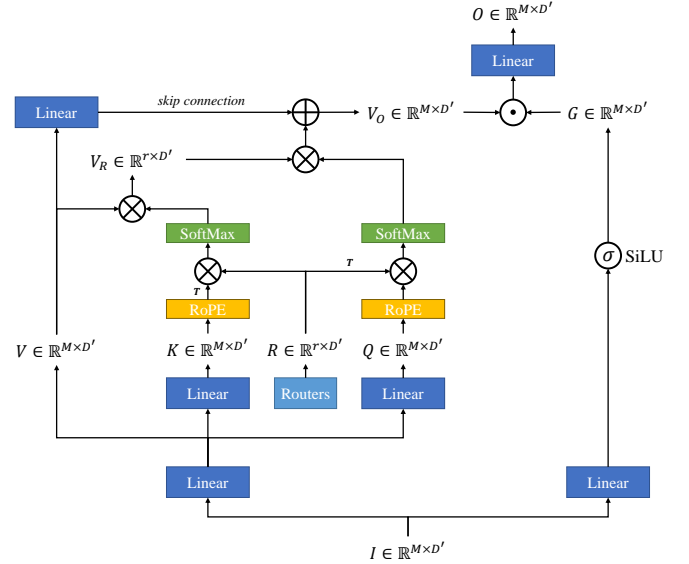 O ∈ ℝ^{M×D′}
Linear
Linear
skip connection
V_O ∈ ℝ^{M×D′}
G ∈ ℝ^{M×D′}
V_R ∈ ℝ^{r×D′}
SoftMax
SoftMax
σ SiLU
T
T
RoPE
RoPE
V ∈ ℝ^{M×D′}
K ∈ ℝ^{M×D′}
R ∈ ℝ^{r×D′}
Q ∈ ℝ^{M×D′}
Linear
Routers
Linear
Linear
Linear
I ∈ ℝ^{M×D′}